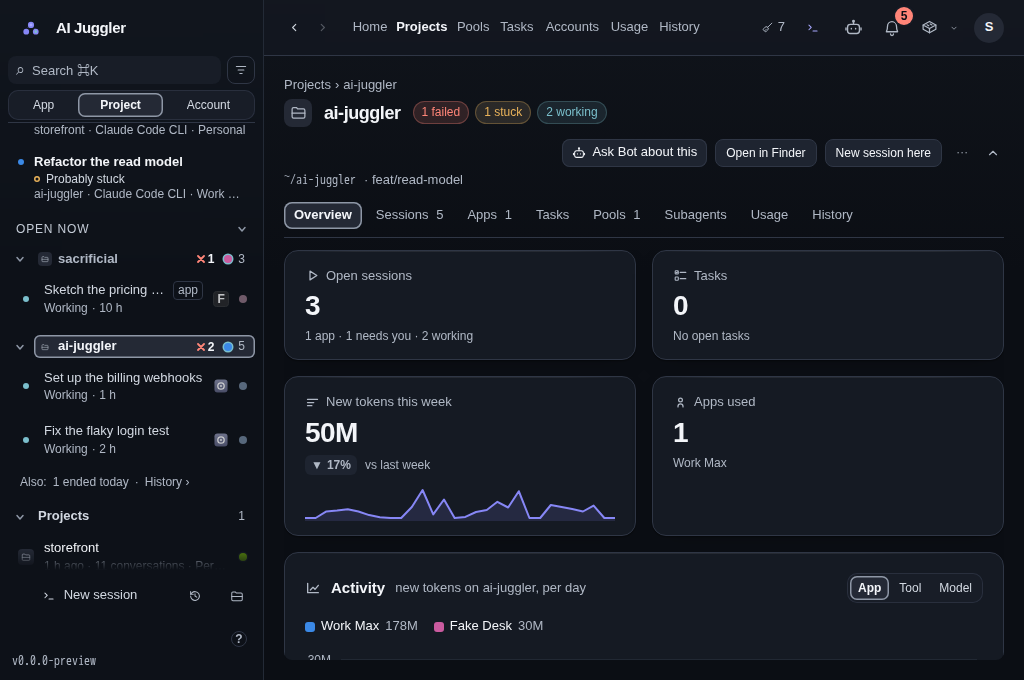 AI Juggler
Search ⌘K
App Project Account
storefront · Claude Code CLI · Personal
Refactor the read model
Probably stuck
ai-juggler · Claude Code CLI · Work …
OPEN NOW
sacrificial 1 3
Sketch the pricing … app F
Working · 10 h
ai-juggler 2 5
Set up the billing webhooks
Working · 1 h
Fix the flaky login test
Working · 2 h
Also: 1 ended today · History ›
Projects 1
storefront
1 h ago · 11 conversations · Per…
New session
?
v0.0.0-preview
Home Projects Pools Tasks Accounts Usage History 7 5 S
Projects › ai-juggler
ai-juggler 1 failed 1 stuck 2 working
Ask Bot about this Open in Finder New session here ···
~/ai-juggler · feat/read-model
Overview Sessions 5 Apps 1 Tasks Pools 1 Subagents Usage History
Open sessions
3
1 app · 1 needs you · 2 working
Tasks
0
No open tasks
New tokens this week
50M
▼ 17% vs last week
Apps used
1
Work Max
Activity new tokens on ai-juggler, per day App Tool Model
Work Max 178M Fake Desk 30M
30M